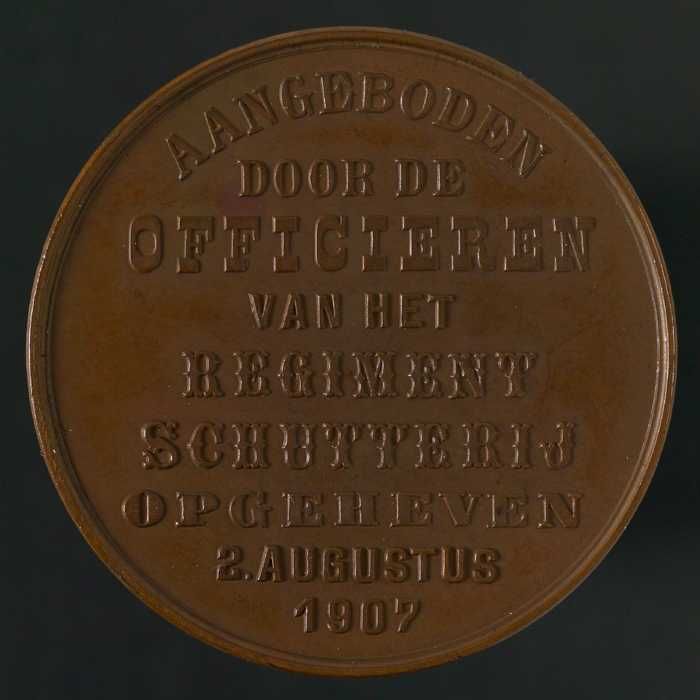 AANGEBODEN
DOOR DE
OFFICIEREN
VAN HET
REGIMENT
SCHUTTERIJ
OPGEHEVEN
2. AUGUSTUS
1907